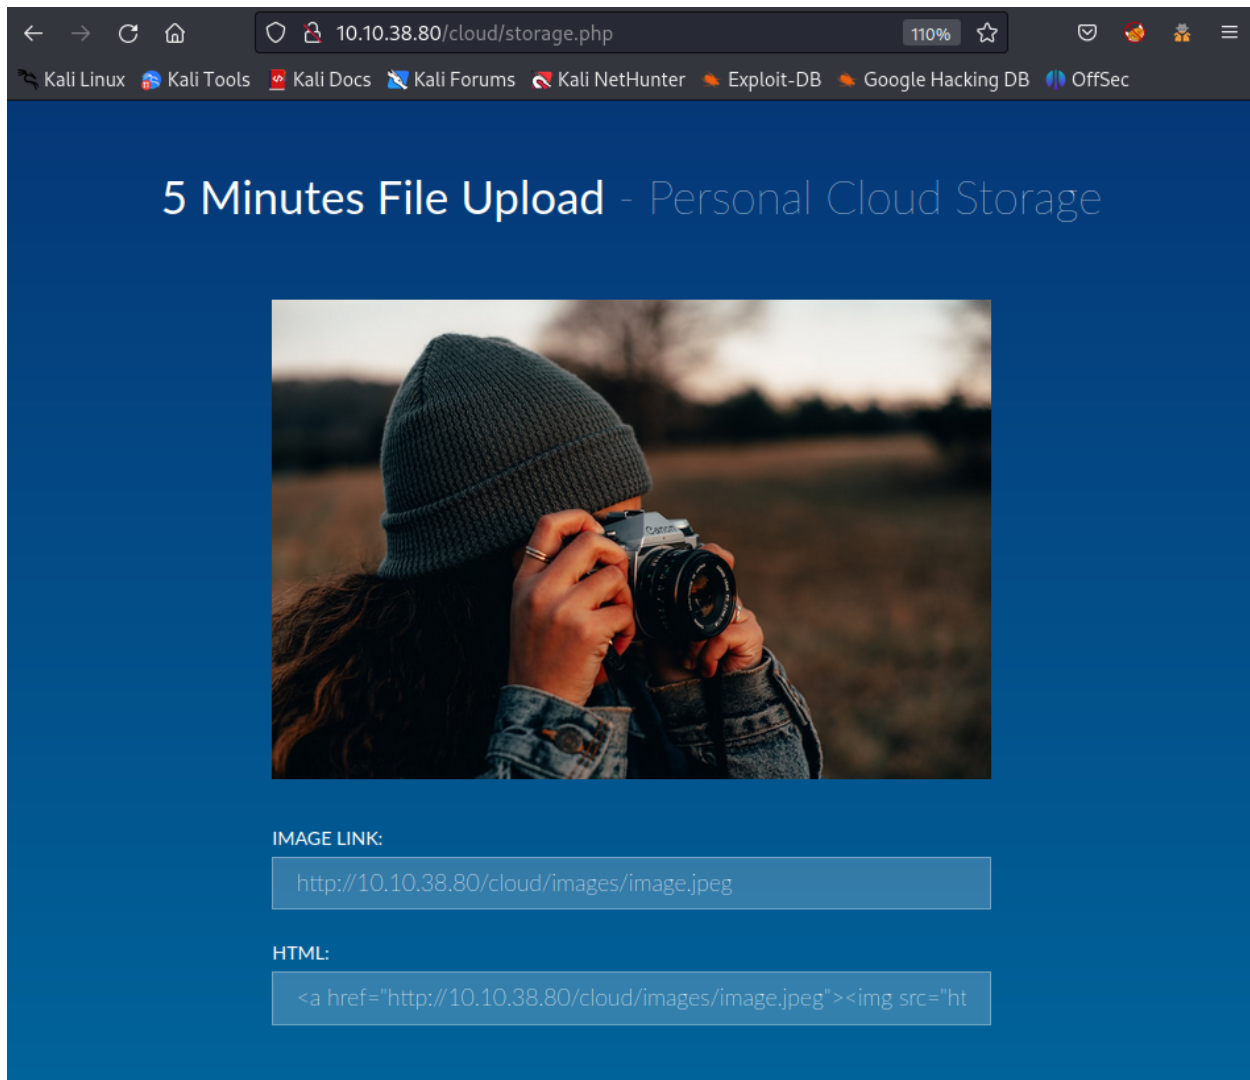 10.10.38.80/cloud/storage.php 110%
Kali Linux Kali Tools Kali Docs Kali Forums Kali NetHunter Exploit-DB Google Hacking DB OffSec
5 Minutes File Upload - Personal Cloud Storage
Canon
IMAGE LINK:
http://10.10.38.80/cloud/images/image.jpeg
HTML:
<a href="http://10.10.38.80/cloud/images/image.jpeg"><img src="ht